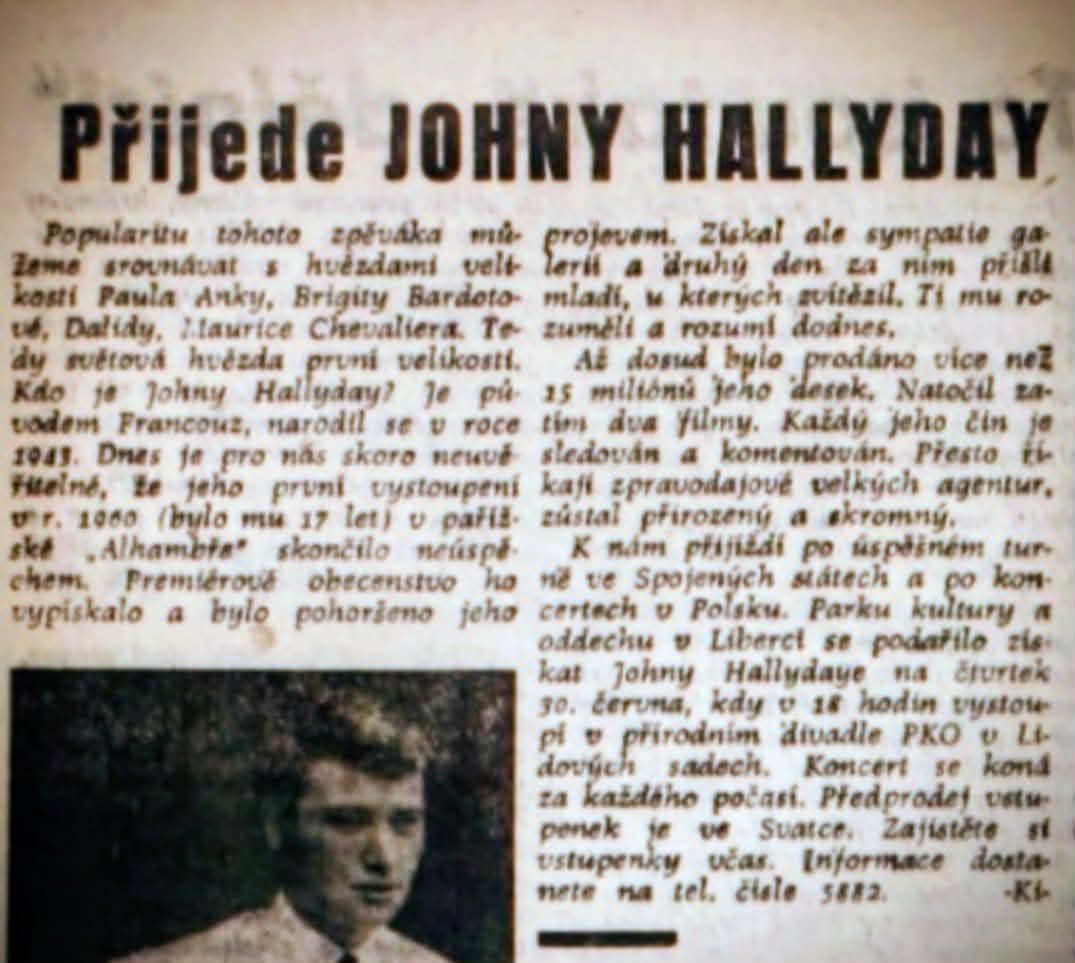 Přijede JOHNY HALLYDAY
Popularitu tohoto zpěváka mů-
žeme srovnávat s hvězdami veli-
kosti Paula Anky, Brigity Bardoto-
vé, Dalidy, Maurice Chevaliera. Te-
dy světová hvězda první velikosti.
Kdo je Johny Hallyday? Je pů-
vodem Francouz, narodil se v roce
1943. Dnes je pro nás skoro neuvě-
řitelné, že jeho první vystoupení
v r. 1960 (bylo mu 17 let) v paříž-
ské „Alhambře" skončilo neúspě-
chem. Premiérové obecenstvo ho
vypískalo a bylo pohoršeno jeho
projevem. Získal ale sympatie ga-
lerií a druhý den za ním přišli
mladí, u kterých zvítězil. Ti mu ro-
zuměli a rozumí dodnes.
Až dosud bylo prodáno více než
15 miliónů jeho desek. Natočil za-
tím dva filmy. Každý jeho čin je
sledován a komentován. Přesto ří-
kají zpravodajové velkých agentur,
zůstal přirozený a skromný.
K nám přijíždí po úspěšném tur-
né ve Spojených státech a po kon-
certech v Polsku. Parku kultury a
oddechu v Liberci se podařilo zís-
kat Johny Hallydaye na čtvrtek
30. června, kdy v 18 hodin vystou-
pí v přírodním divadle PKO v Li-
dových sadech. Koncert se koná
za každého počasí. Předprodej vstu-
penek je ve Svatce. Zajistěte si
vstupenky včas. Informace dosta-
nete na tel. čísle 5882. -Ki-